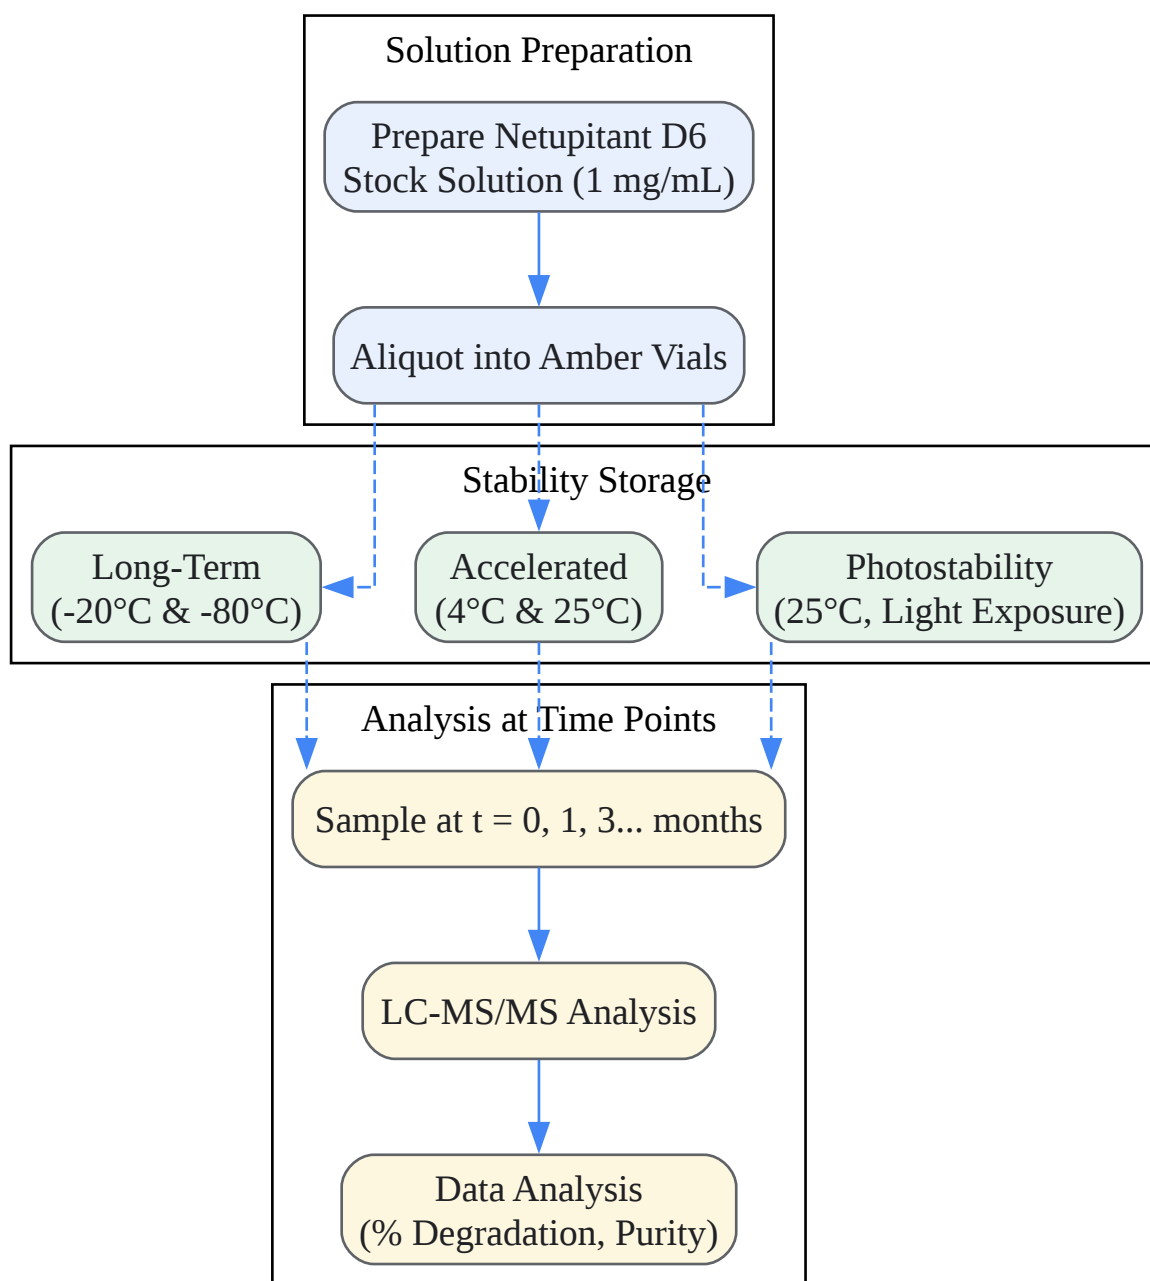 Solution Preparation
Prepare Netupitant D6
Stock Solution (1 mg/mL)
Aliquot into Amber Vials
Stability Storage
Long-Term
(-20°C & -80°C)
Accelerated
(4°C & 25°C)
Photostability
(25°C, Light Exposure)
Analysis at Time Points
Sample at t = 0, 1, 3... months
LC-MS/MS Analysis
Data Analysis
(% Degradation, Purity)